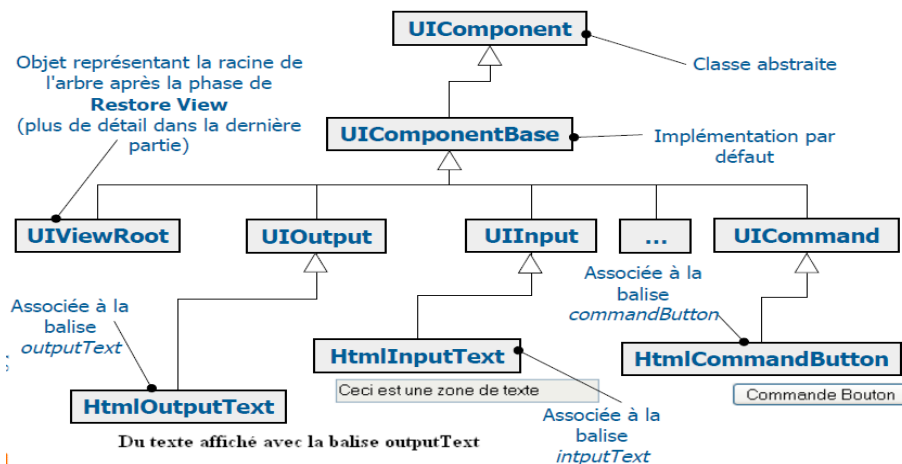 UIComponent
Objet représentant la racine de
l'arbre après la phase de
Restore View
(plus de détail dans la dernière
partie)
Classe abstraite
UIComponentBase
Implémentation par
défaut
UIViewRoot
UIOutput
UIInput
...
UICommand
Associée à la
balise
outputText
Associée à la
balise
commandButton
HtmlInputText
HtmlCommandButton
Ceci est une zone de texte
Commande Bouton
HtmlOutputText
Du texte affiché avec la balise outputText
Associée à la
balise
intputText